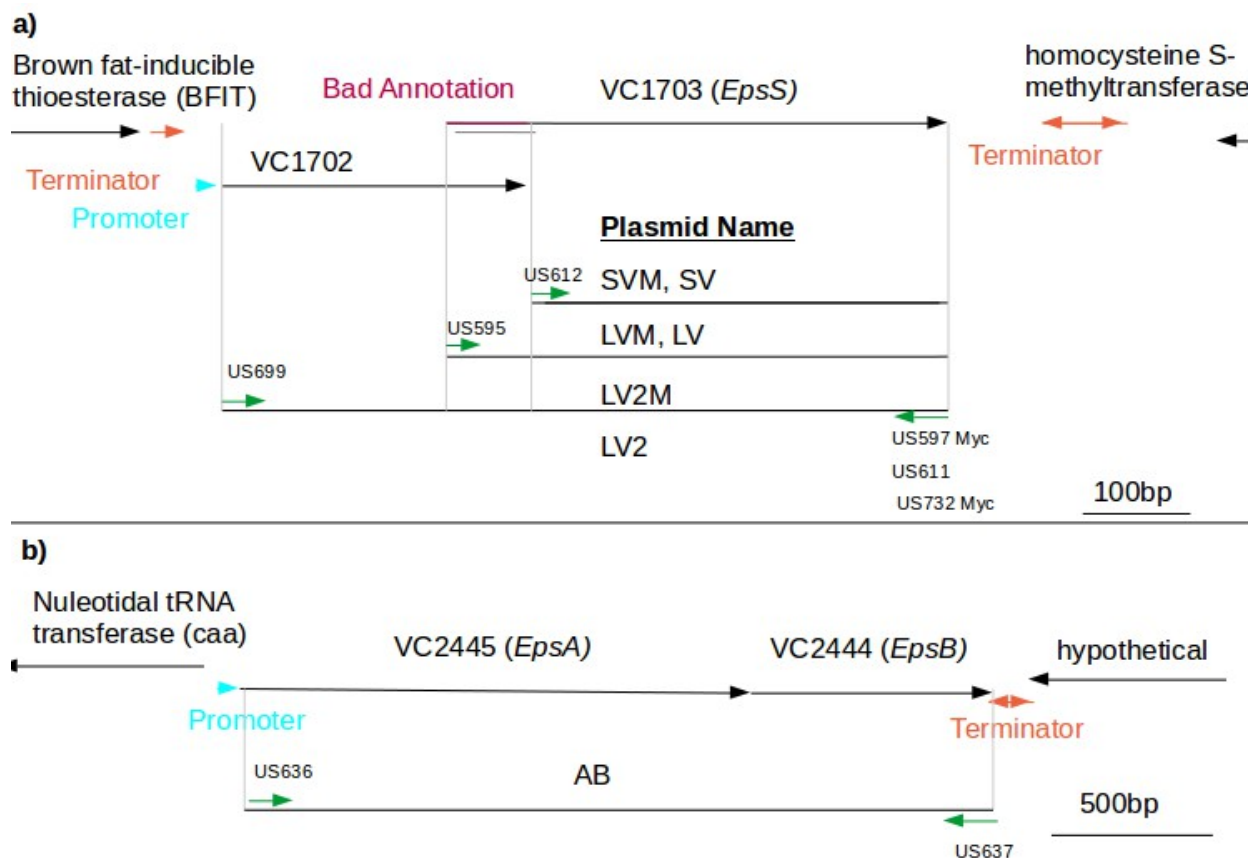 a)
Brown fat-inducible
thioesterase (BFIT)
Bad Annotation
VC1703 (EpsS)
homocysteine S-
methyltransferase
Terminator
Promoter
VC1702
Terminator
Plasmid Name
US612
SVM, SV
US595
LVM, LV
US699
LV2M
LV2
US597 Myc
US611
US732 Myc
100bp
b)
Nuleotidal tRNA
transferase (caa)
VC2445 (EpsA)
VC2444 (EpsB)
hypothetical
Promoter
Terminator
US636
AB
500bp
US637